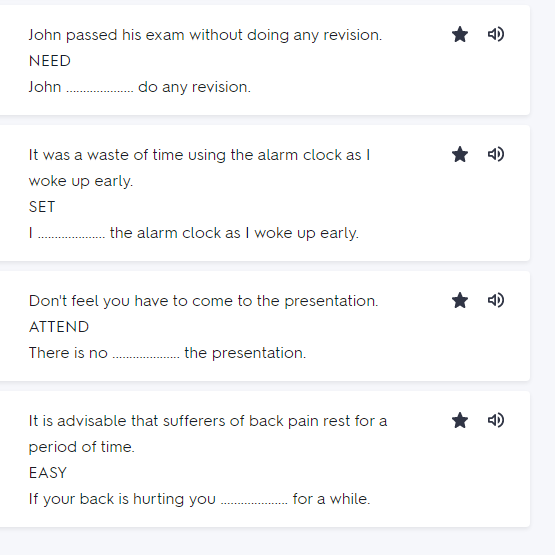 John passed his exam without doing any revision.
NEED
John .................... do any revision.
It was a waste of time using the alarm clock as I
woke up early.
SET
I .................... the alarm clock as I woke up early.
Don't feel you have to come to the presentation.
ATTEND
There is no .................... the presentation.
It is advisable that sufferers of back pain rest for a
period of time.
EASY
If your back is hurting you .................... for a while.